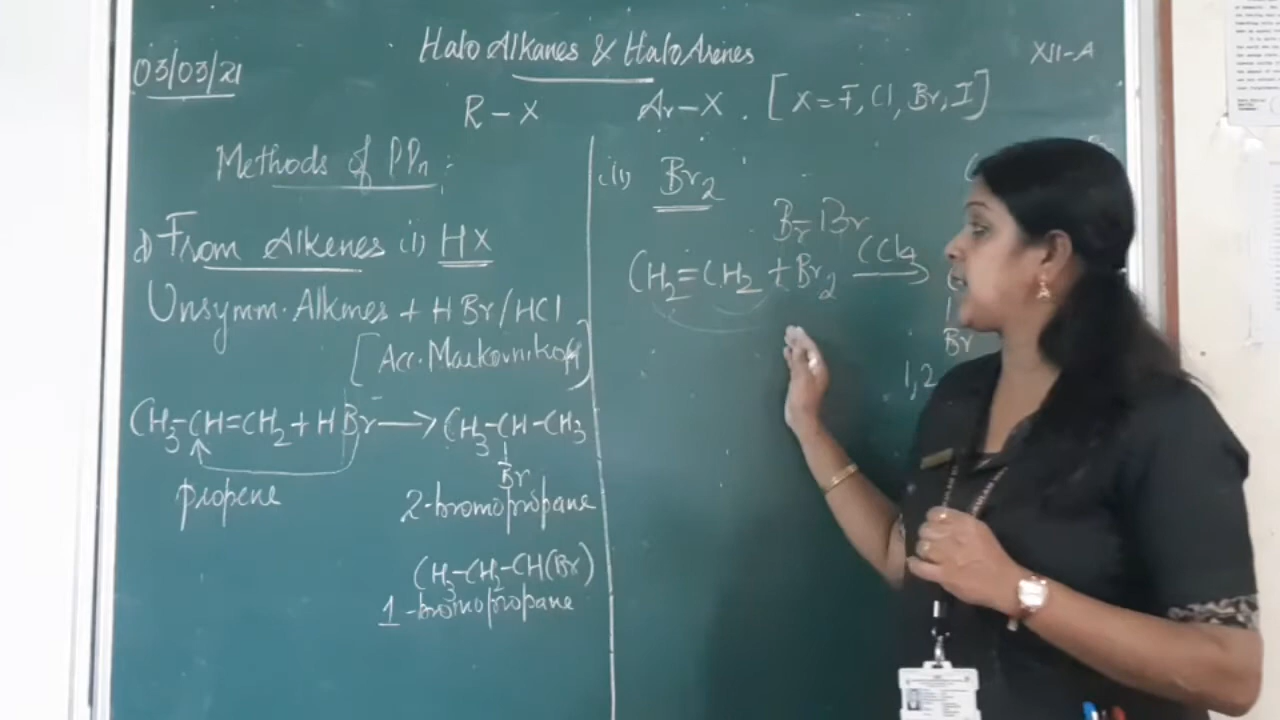 03/03/21
Halo Alkanes & Halo Arenes
XII-A
R-X Ar-X. [X=F, Cl, Br, I]
Methods of PPn:
1) From Alkenes (i) HX
Unsymm. Alkenes + HBr/HCl
[Acc. Markovnikoff]
CH3-CH=CH2+HBr⟶CH3-CH-CH3
Br
propene
2-bromopropane
CH3-CH2-CH(Br)
1-bromopropane
(ii) Br2
Br Br
CH2=CH2+Br2 CCl4⟶
Br
1,2